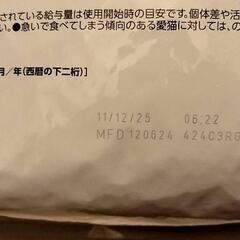 されている給与量は使用開始時の目安です。個体差や活
い。●急いで食べてしまう傾向のある愛猫に対しては、の
月/年(西暦の下二桁)]
11/12/25 06:22
MFD 120624 424C3RG